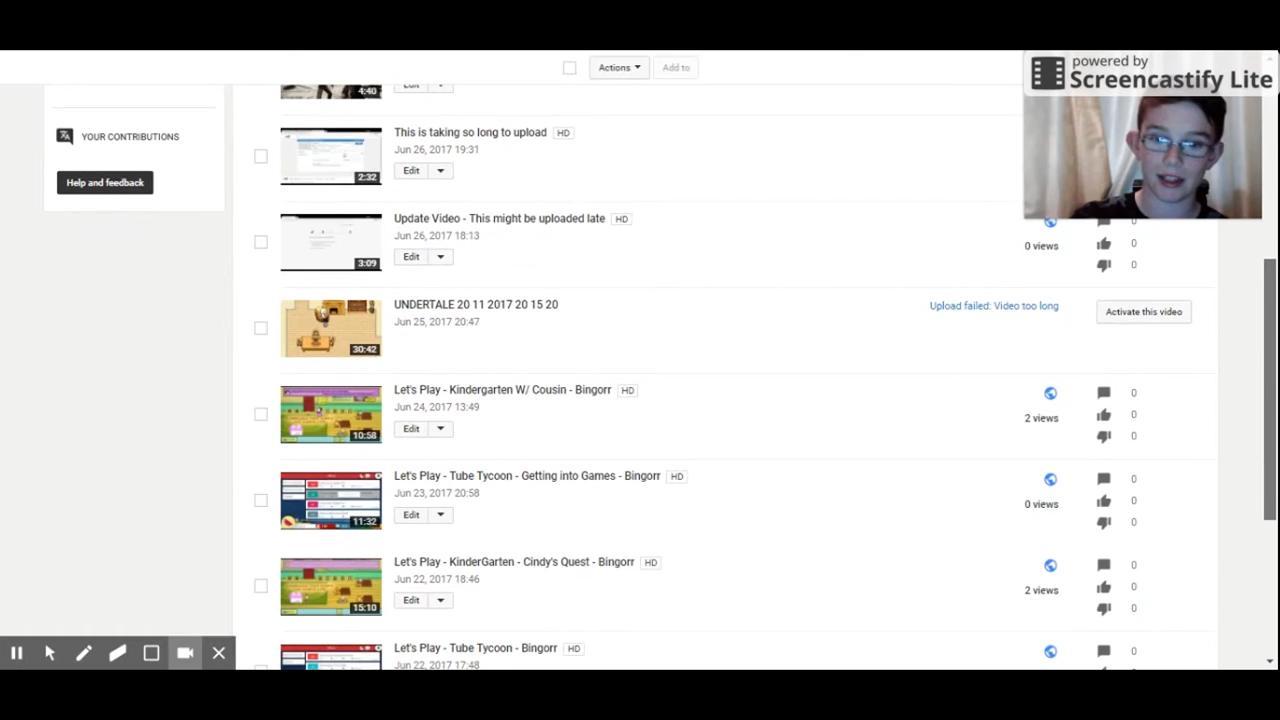 powered by
Screencastify Lite
Actions
Add to
4:40
Edit
YOUR CONTRIBUTIONS
Help and feedback
This is taking so long to upload HD
Jun 26, 2017 19:31
Edit
2:32
Update Video - This might be uploaded late HD
Jun 26, 2017 18:13
Edit
3:09
0 views
0
0
0
UNDERTALE 20 11 2017 20 15 20
Jun 25, 2017 20:47
30:42
Upload failed: Video too long
Activate this video
Let's Play - Kindergarten W/ Cousin - Bingorr HD
Jun 24, 2017 13:49
Edit
10:58
2 views
0
0
0
Let's Play - Tube Tycoon - Getting into Games - Bingorr HD
Jun 23, 2017 20:58
Edit
11:32
0 views
0
0
0
Let's Play - KinderGarten - Cindy's Quest - Bingorr HD
Jun 22, 2017 18:46
Edit
15:10
2 views
0
0
0
Let's Play - Tube Tycoon - Bingorr HD
Jun 22, 2017 17:48
0